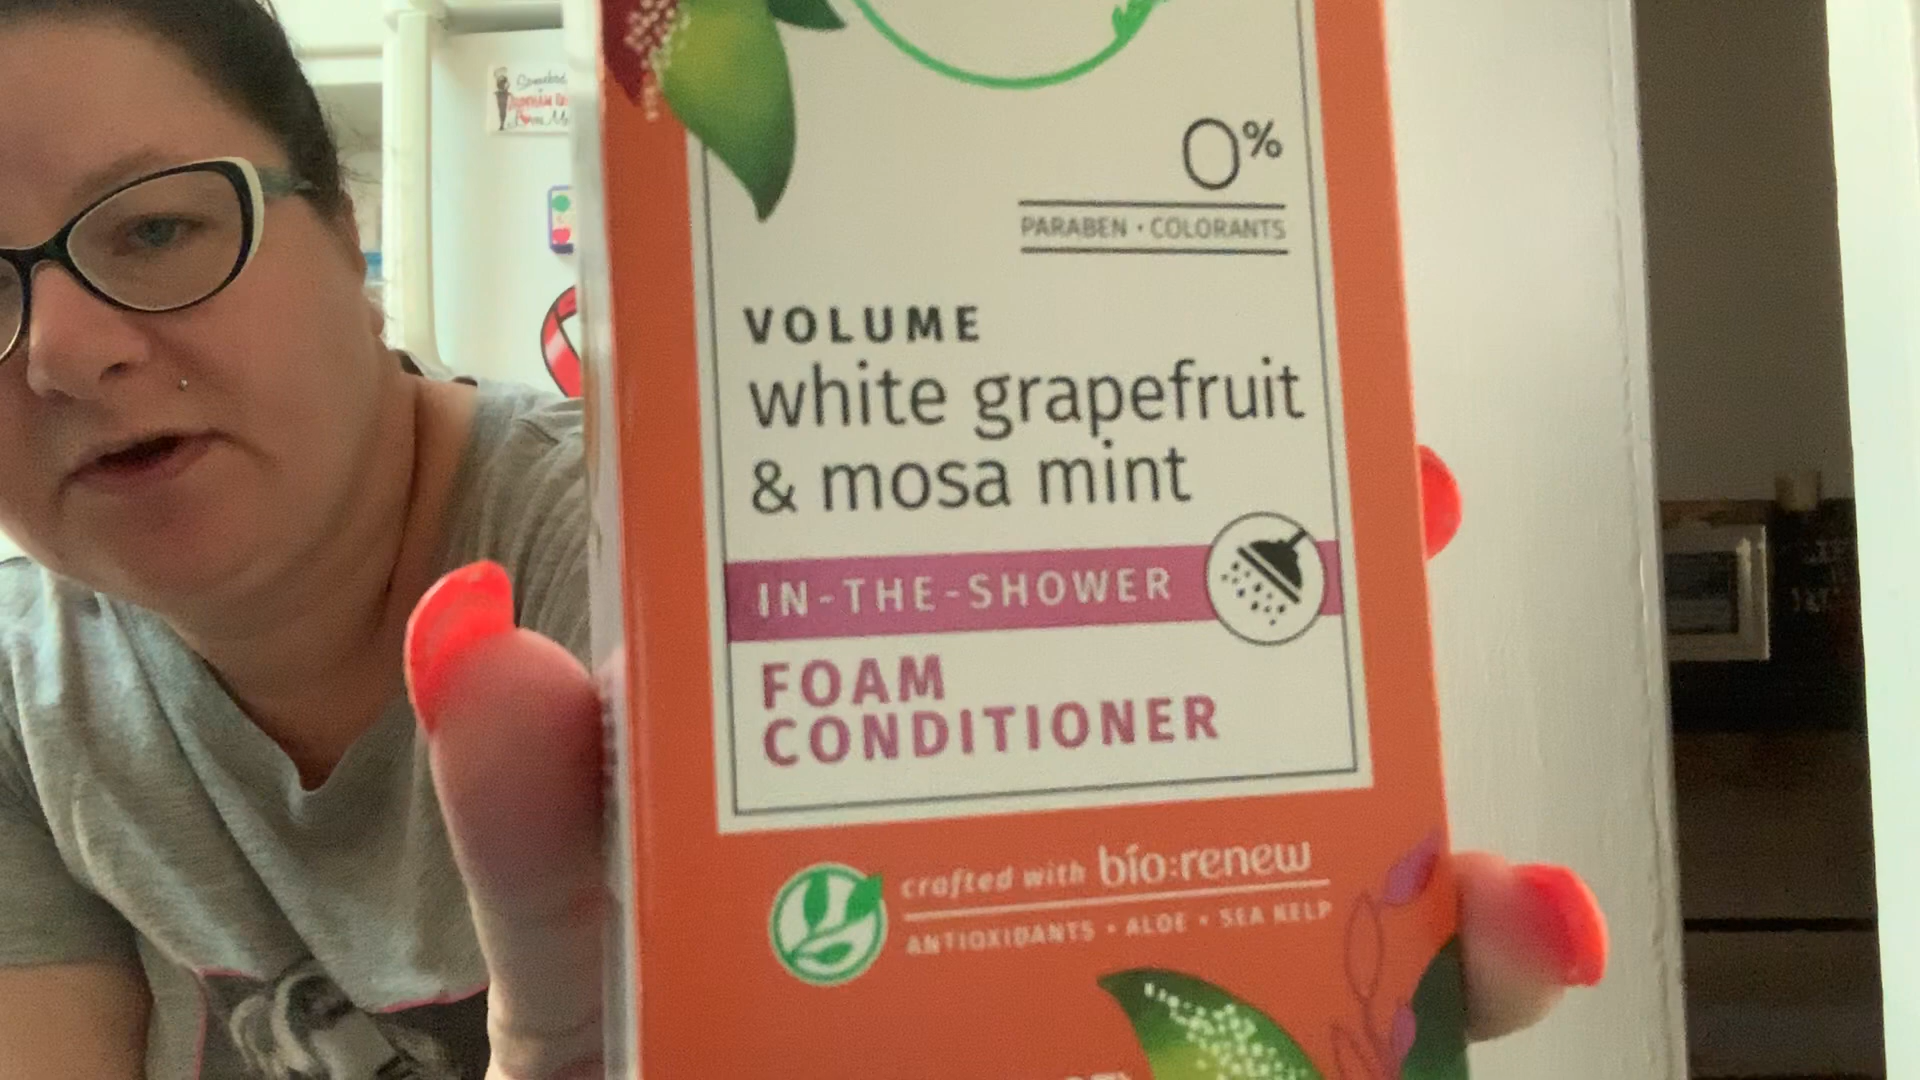 0%
PARABEN • COLORANTS
VOLUME
white grapefruit
& mosa mint
IN-THE-SHOWER
FOAM
CONDITIONER
crafted with bío:renew
ANTIOXIDANTS • ALOE • SEA KELP